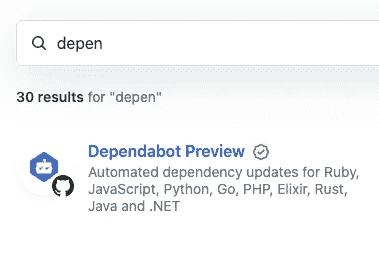 depen
30 results for "depen"
Dependabot Preview
Automated dependency updates for Ruby,
JavaScript, Python, Go, PHP, Elixir, Rust,
Java and .NET